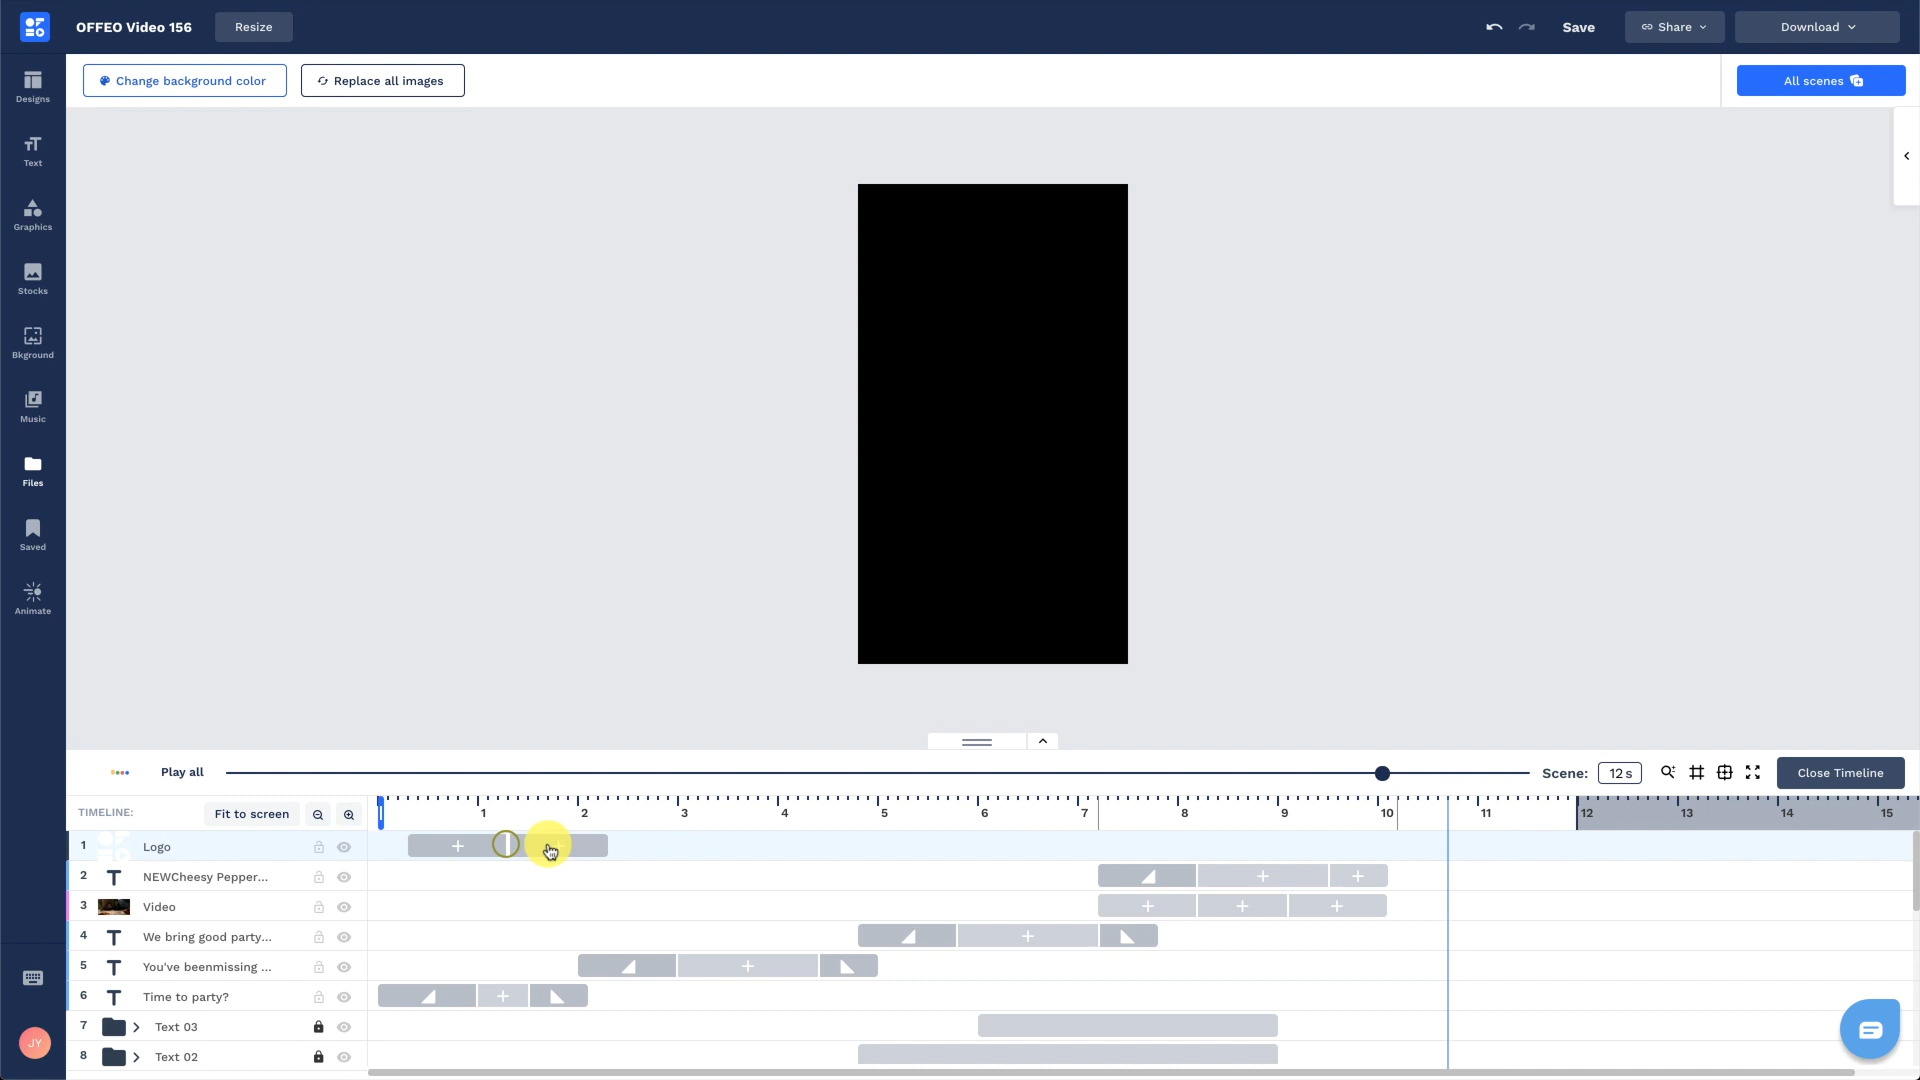 OFFEO Video 156
Resize
Save
Share
Download
Change background color
Replace all images
All scenes
Designs
Text
Graphics
Stocks
Bkground
Music
Files
Saved
Animate
JY
Play all
Scene: 12 s
Close Timeline
TIMELINE:
Fit to screen
1 2 3 4 5 6 7 8 9 10 11 12 13 14 15
1 Logo
2 T NEWCheesy Pepper...
3 Video
4 T We bring good party...
5 T You've beenmissing ...
6 T Time to party?
7 Text 03
8 Text 02